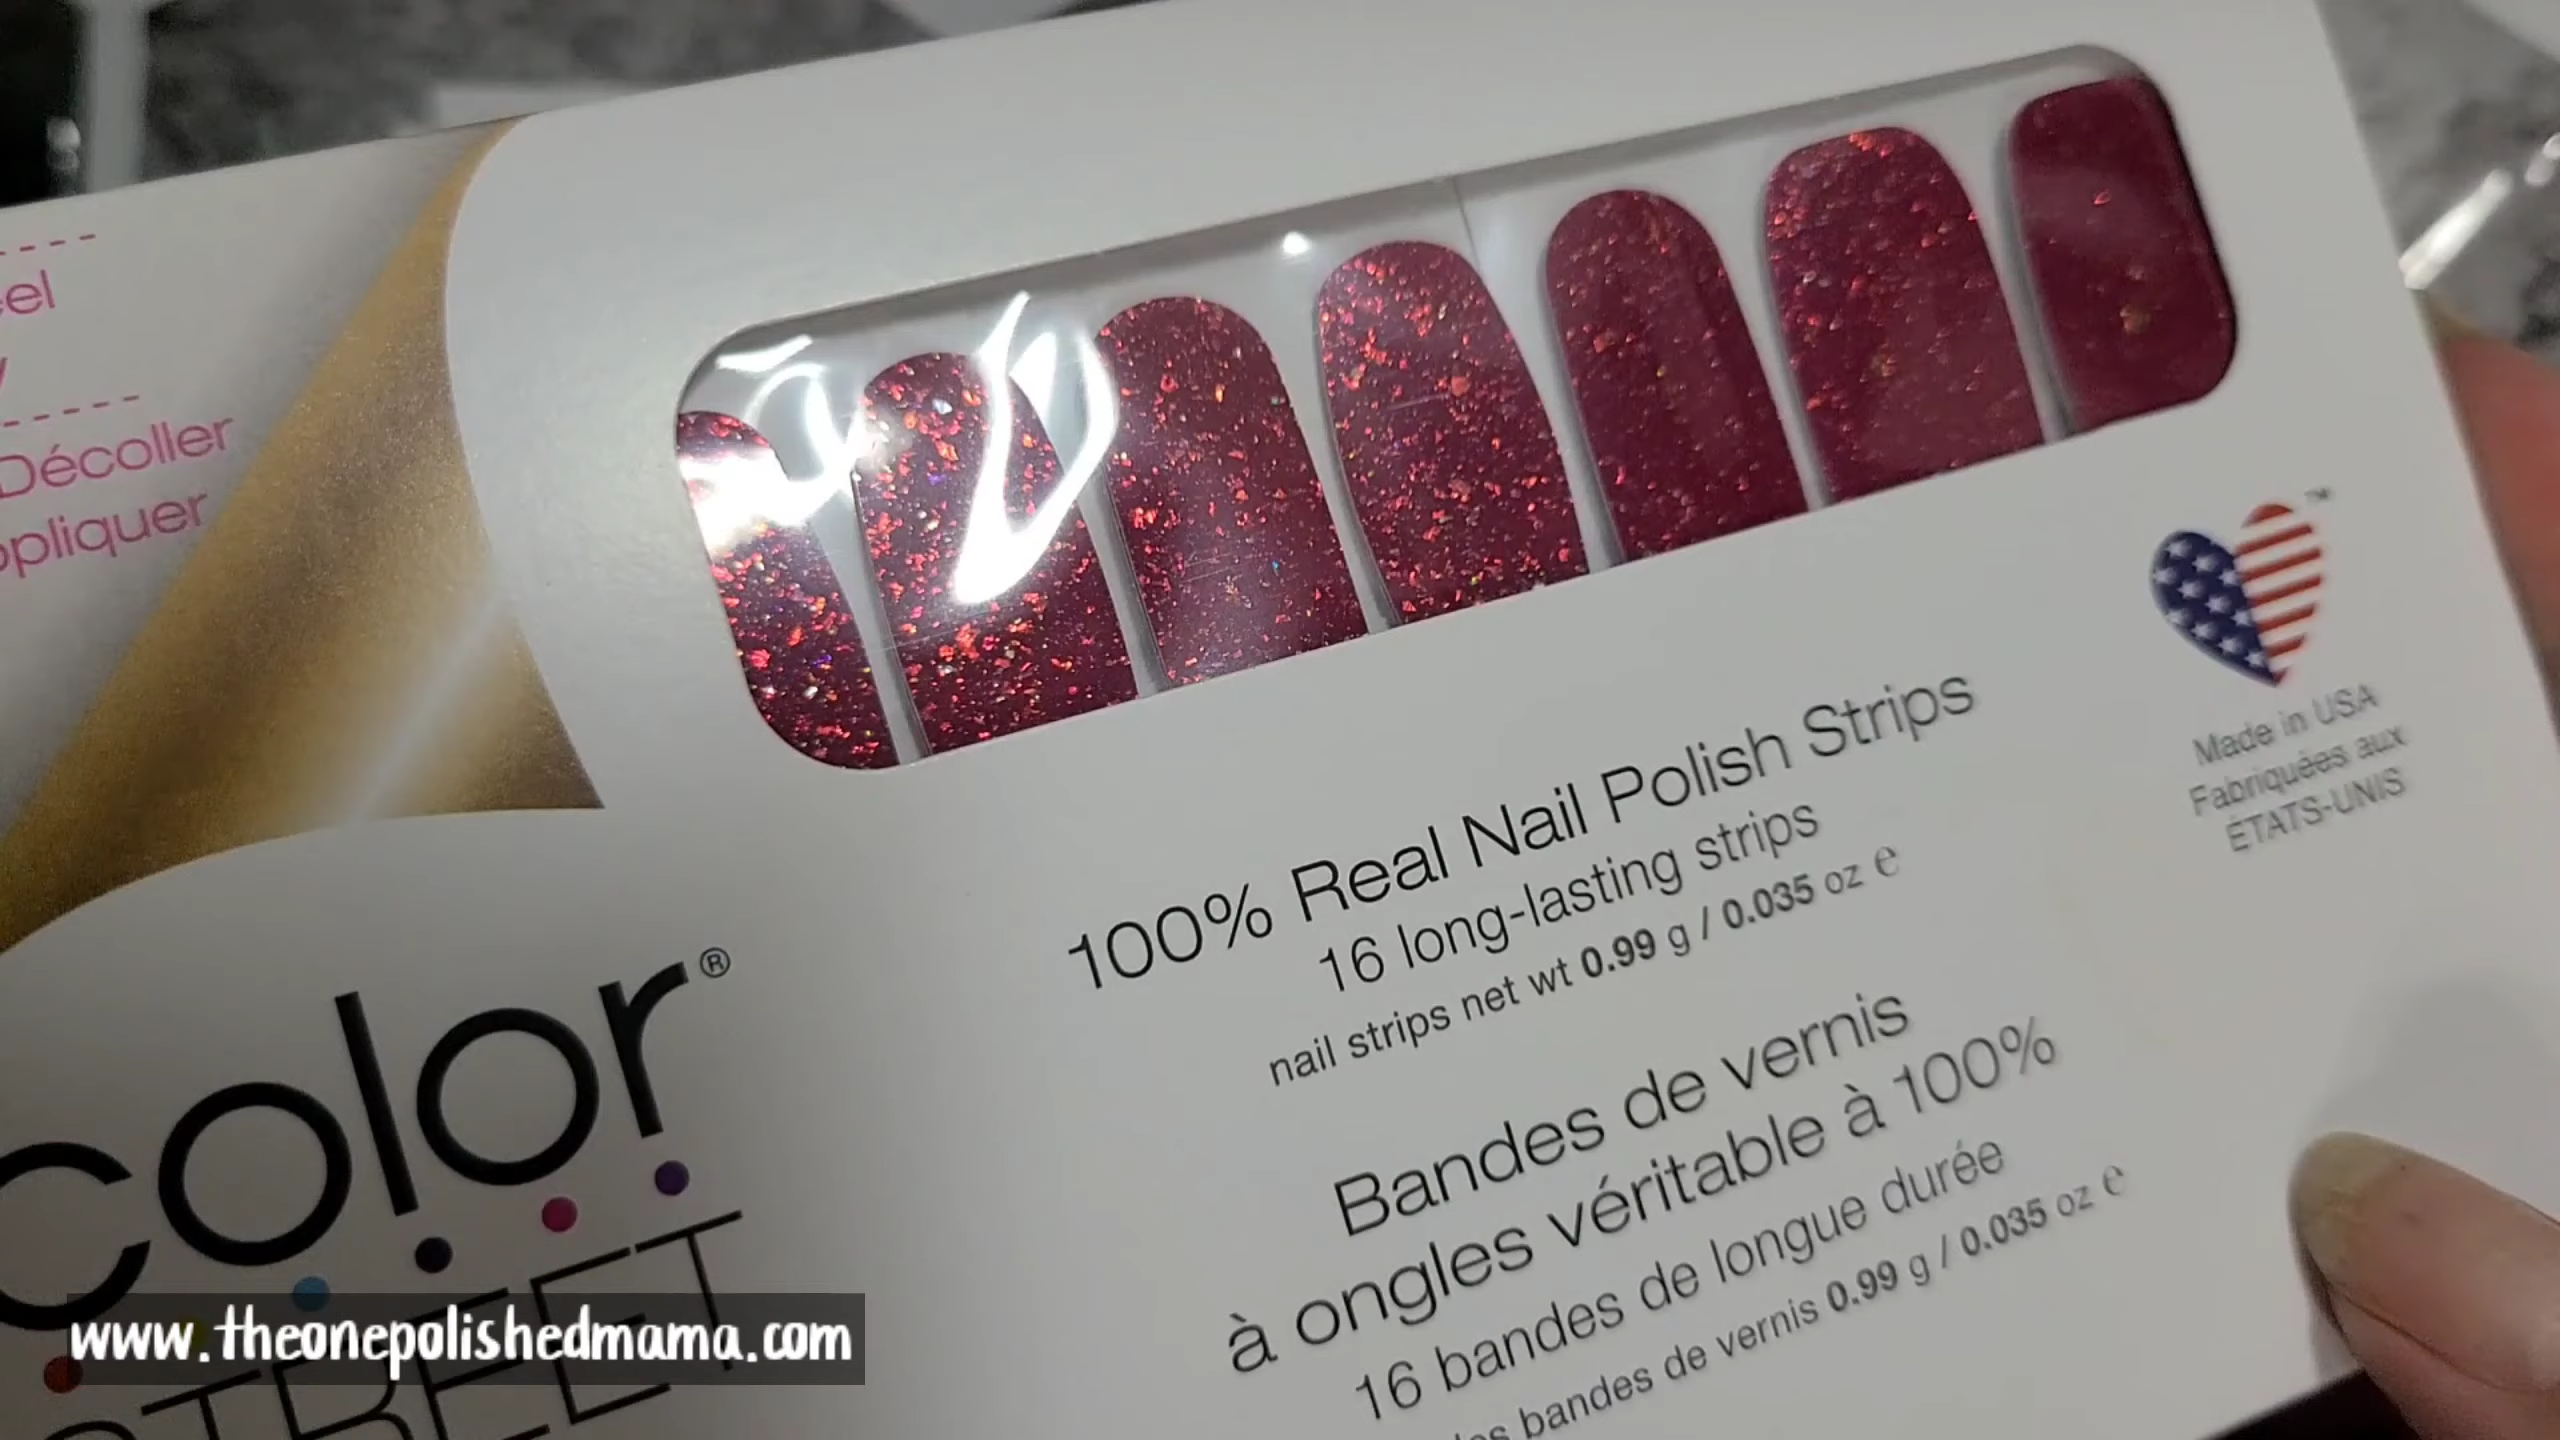 Décoller
color®
STREET
100% Real Nail Polish Strips
16 long-lasting strips
nail strips net wt 0.99 g / 0.035 oz ℮
Bandes de vernis
à ongles véritable à 100%
16 bandes de longue durée
bandes de vernis 0.99 g / 0.035 oz ℮
™
Made in USA
Fabriquées aux
ÉTATS-UNIS
www.theonepolishedmama.com